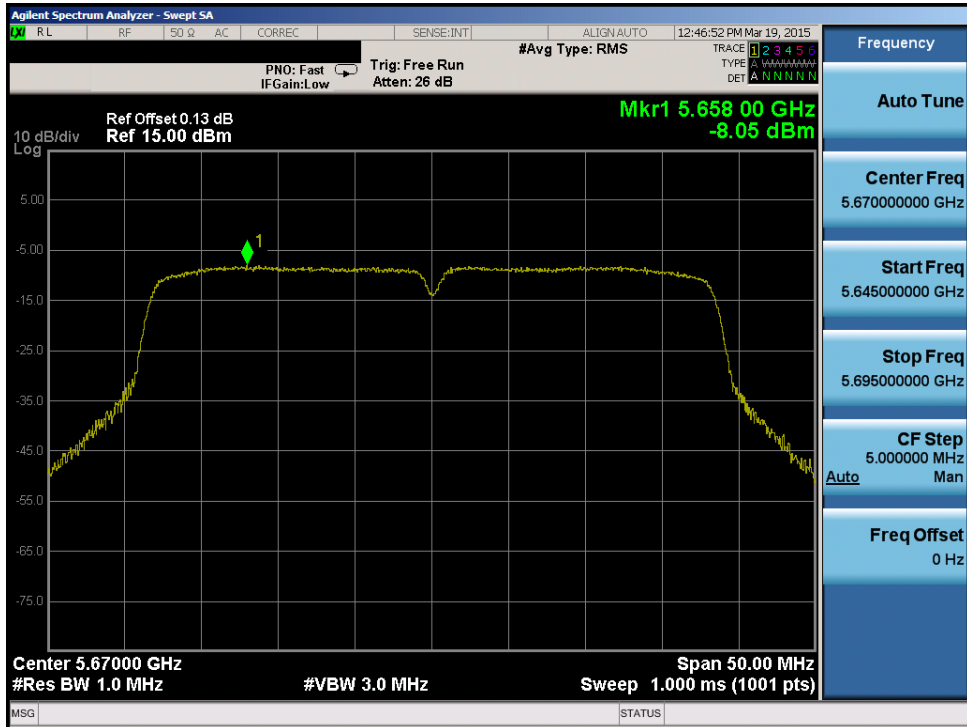 Agilent Spectrum Analyzer - Swept SA
LXI RL RF 50 Ω AC CORREC SENSE:INT ALIGN AUTO 12:46:52 PM Mar 19, 2015
#Avg Type: RMS
TRACE 1 2 3 4 5 6
PNO: Fast Trig: Free Run
TYPE A
IFGain:Low Atten: 26 dB
DET A N N N N N
Mkr1 5.658 00 GHz
-8.05 dBm
Ref Offset 0.13 dB
10 dB/div Ref 15.00 dBm
Log
1
5.00
-5.00
-15.0
-25.0
-35.0
-45.0
-55.0
-65.0
-75.0
Center 5.67000 GHz Span 50.00 MHz
#Res BW 1.0 MHz #VBW 3.0 MHz Sweep 1.000 ms (1001 pts)
MSG STATUS
Frequency
Auto Tune
Center Freq
5.670000000 GHz
Start Freq
5.645000000 GHz
Stop Freq
5.695000000 GHz
CF Step
5.000000 MHz
Auto Man
Freq Offset
0 Hz